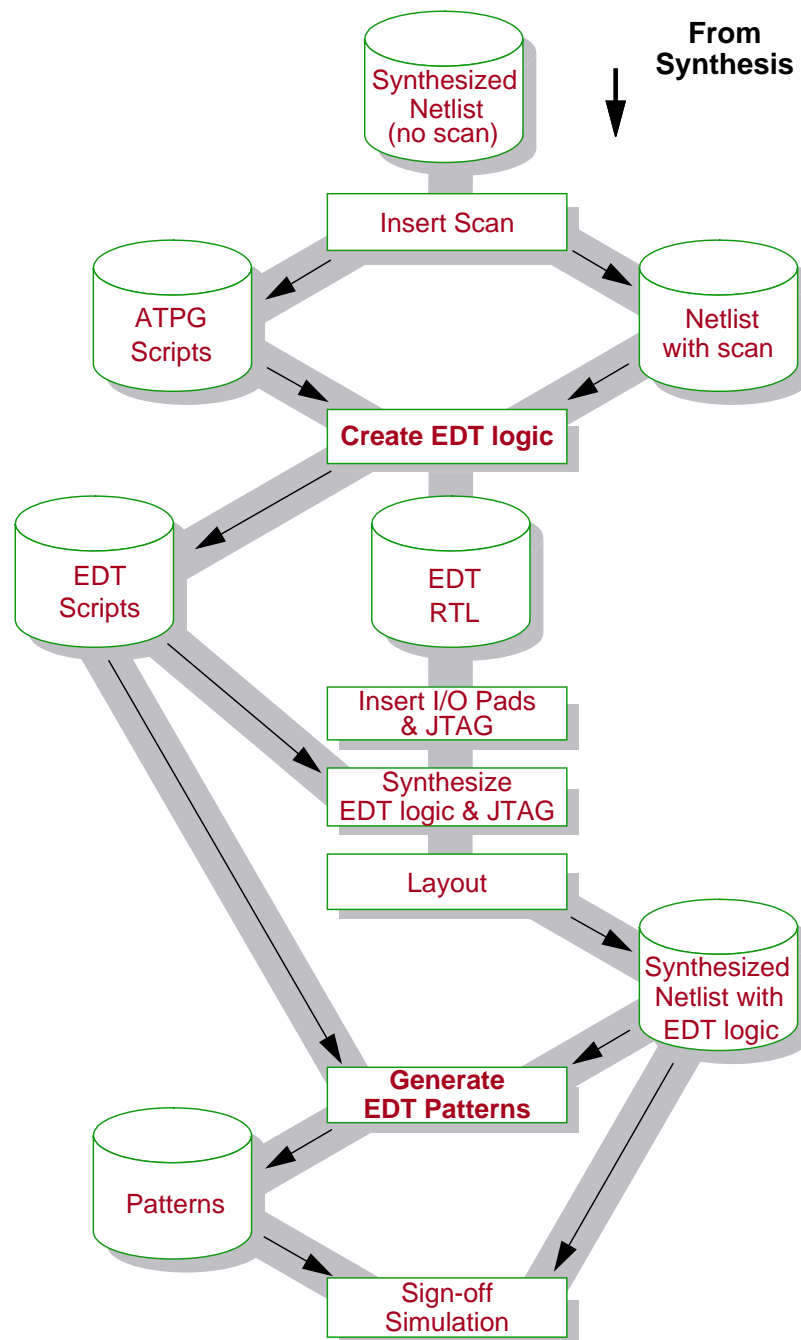 From
Synthesis
Synthesized
Netlist
(no scan)
Insert Scan
ATPG
Scripts
Netlist
with scan
Create EDT logic
EDT
Scripts
EDT
RTL
Insert I/O Pads
& JTAG
Synthesize
EDT logic & JTAG
Layout
Synthesized
Netlist with
EDT logic
Generate
EDT Patterns
Patterns
Sign-off
Simulation